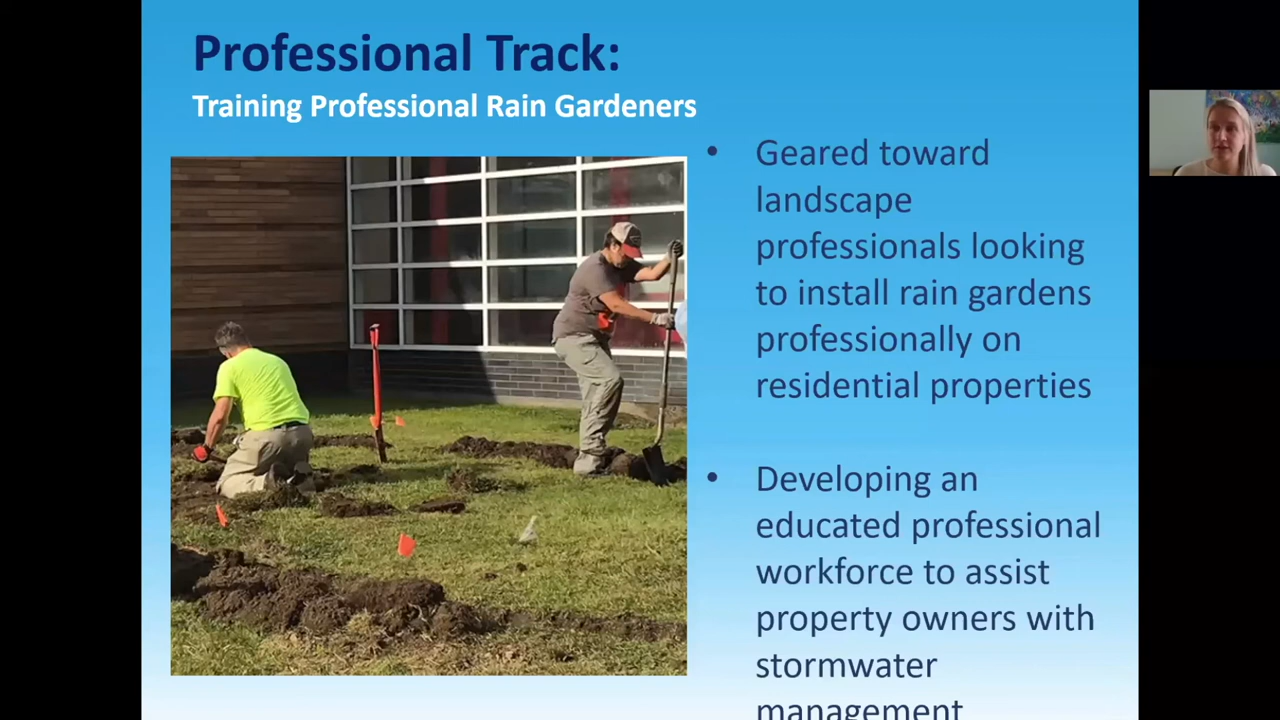 Professional Track:
Training Professional Rain Gardeners
• Geared toward
landscape
professionals looking
to install rain gardens
professionally on
residential properties
• Developing an
educated professional
workforce to assist
property owners with
stormwater
management